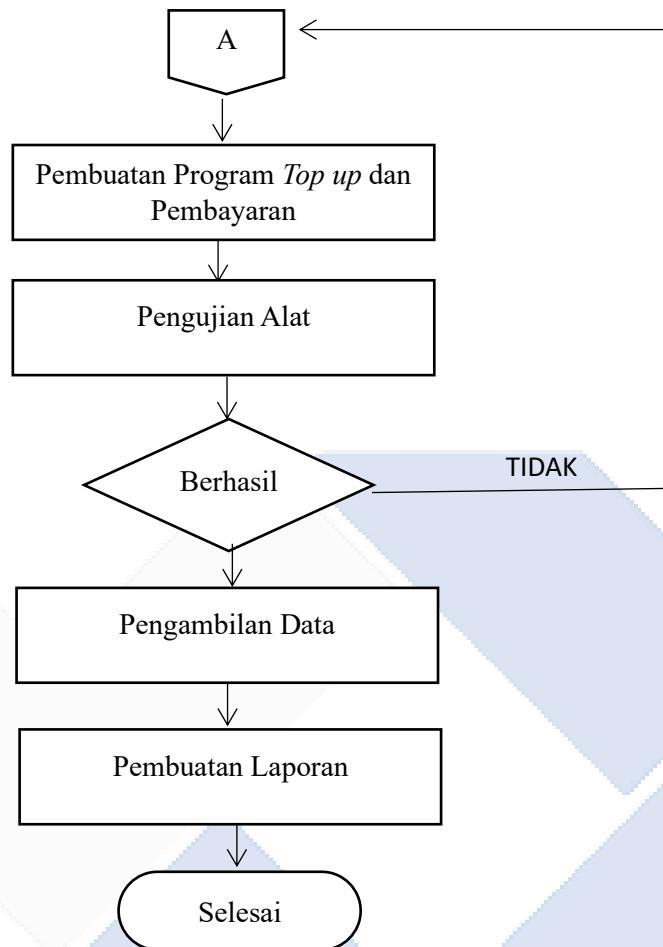 A
Pembuatan Program Top up dan
Pembayaran
Pengujian Alat
Berhasil
TIDAK
Pengambilan Data
Pembuatan Laporan
Selesai